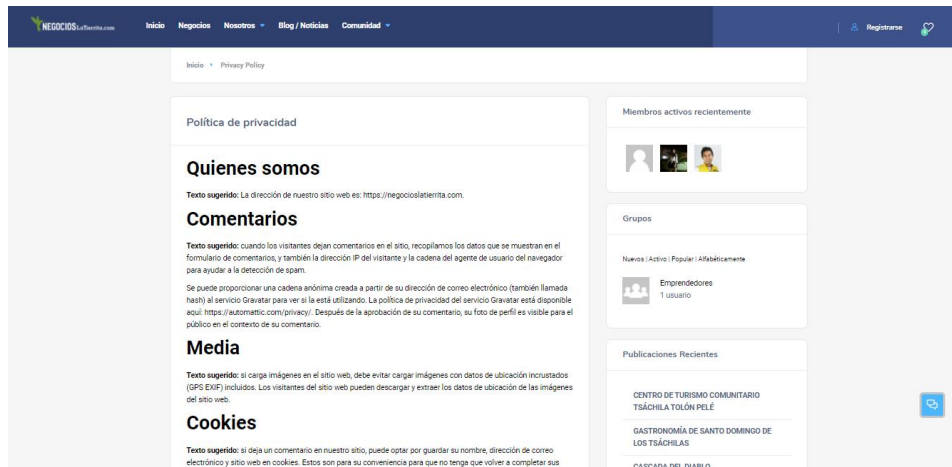 NEGOCIOS LaTierrita.com
Inicio Negocios Nosotros Blog / Noticias Comunidad
Registrarse
Inicio Privacy Policy
Política de privacidad
Quienes somos
Texto sugerido: La dirección de nuestro sitio web es: https://negocioslatierrita.com.
Comentarios
Texto sugerido: cuando los visitantes dejan comentarios en el sitio, recopilamos los datos que se muestran en el
formulario de comentarios, y también la dirección IP del visitante y la cadena del agente de usuario del navegador
para ayudar a la detección de spam.
Se puede proporcionar una cadena anónima creada a partir de su dirección de correo electrónico (también llamada
hash) al servicio Gravatar para ver si la está utilizando. La política de privacidad del servicio Gravatar está disponible
aquí: https://automattic.com/privacy/. Después de la aprobación de su comentario, su foto de perfil es visible para el
público en el contexto de su comentario.
Media
Texto sugerido: si carga imágenes en el sitio web, debe evitar cargar imágenes con datos de ubicación incrustados
(GPS EXIF) incluidos. Los visitantes del sitio web pueden descargar y extraer los datos de ubicación de las imágenes
del sitio web.
Cookies
Texto sugerido: si deja un comentario en nuestro sitio, puede optar por guardar su nombre, dirección de correo
electrónico y sitio web en cookies. Estos son para su conveniencia para que no tenga que volver a completar sus
Miembros activos recientemente
Grupos
Nuevos | Activo | Popular | Alfabéticamente
Emprendedores
1 usuario
Publicaciones Recientes
CENTRO DE TURISMO COMUNITARIO
TSÁCHILA TOLÓN PELÉ
GASTRONOMÍA DE SANTO DOMINGO DE
LOS TSÁCHILAS
CASCADA DEL DIABLO